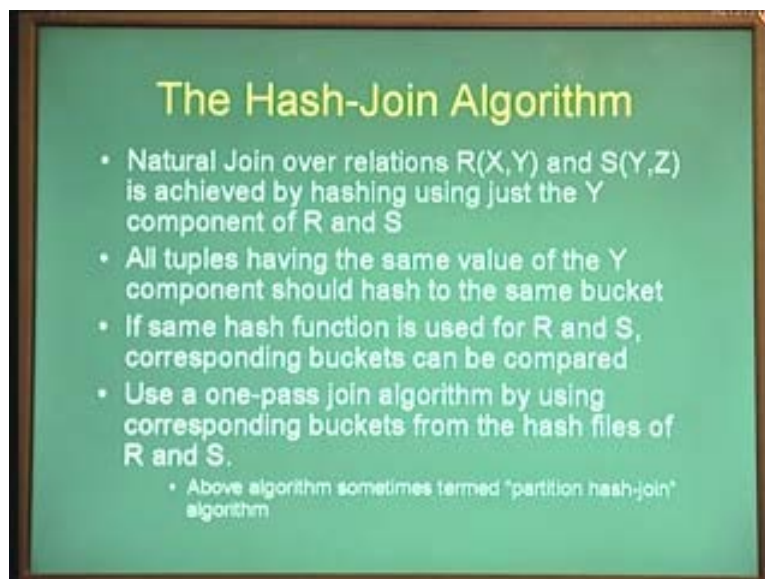 The Hash-Join Algorithm
• Natural Join over relations R(X,Y) and S(Y,Z)
is achieved by hashing using just the Y
component of R and S
• All tuples having the same value of the Y
component should hash to the same bucket
• If same hash function is used for R and S,
corresponding buckets can be compared
• Use a one-pass join algorithm by using
corresponding buckets from the hash files of
R and S.
• Above algorithm sometimes termed "partition hash-join"
algorithm